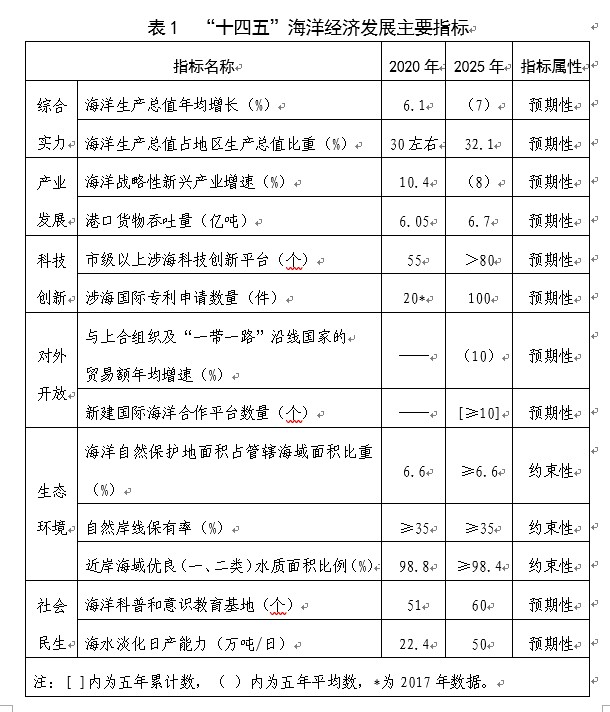 表1 “十四五”海洋经济发展主要指标
指标名称 2020年 2025年 指标属性
综合实力
海洋生产总值年均增长（%） 6.1 （7） 预期性
海洋生产总值占地区生产总值比重（%） 30左右 32.1 预期性
产业发展
海洋战略性新兴产业增速（%） 10.4 （8） 预期性
港口货物吞吐量（亿吨） 6.05 6.7 预期性
科技创新
市级以上涉海科技创新平台（个） 55 >80 预期性
涉海国际专利申请数量（件） 20* 100 预期性
对外开放
与上合组织及“一带一路”沿线国家的
贸易额年均增速（%） —— （10） 预期性
新建国际海洋合作平台数量（个） —— [≥10] 预期性
生态环境
海洋自然保护地面积占管辖海域面积比重
（%） 6.6 ≥6.6 约束性
自然岸线保有率（%） ≥35 ≥35 约束性
近岸海域优良（一、二类）水质面积比例（%） 98.8 ≥98.4 约束性
社会民生
海洋科普和意识教育基地（个） 51 60 预期性
海水淡化日产能力（万吨/日） 22.4 50 预期性
注：[ ]内为五年累计数，（ ）内为五年平均数，*为2017年数据。